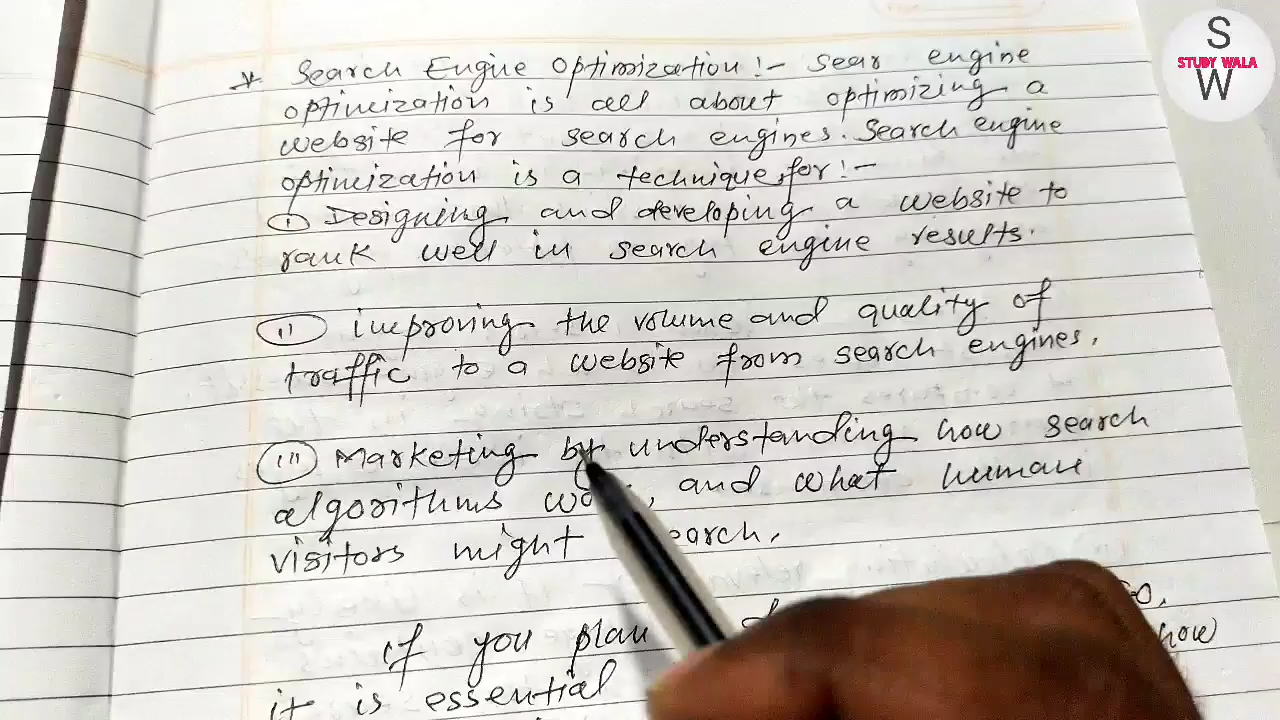 S
STUDY WALA
W
* Search Engine Optimization :- Sear engine
optimization is all about optimizing a
website for search engines. Search engine
optimization is a technique for :-
(i) Designing and developing a website to
rank well in search engine results.
(ii) improving the volume and quality of
traffic to a website from search engines.
(iii) Marketing by understanding how search
algorithms and what human
visitors might
if you plan
how
it is essential